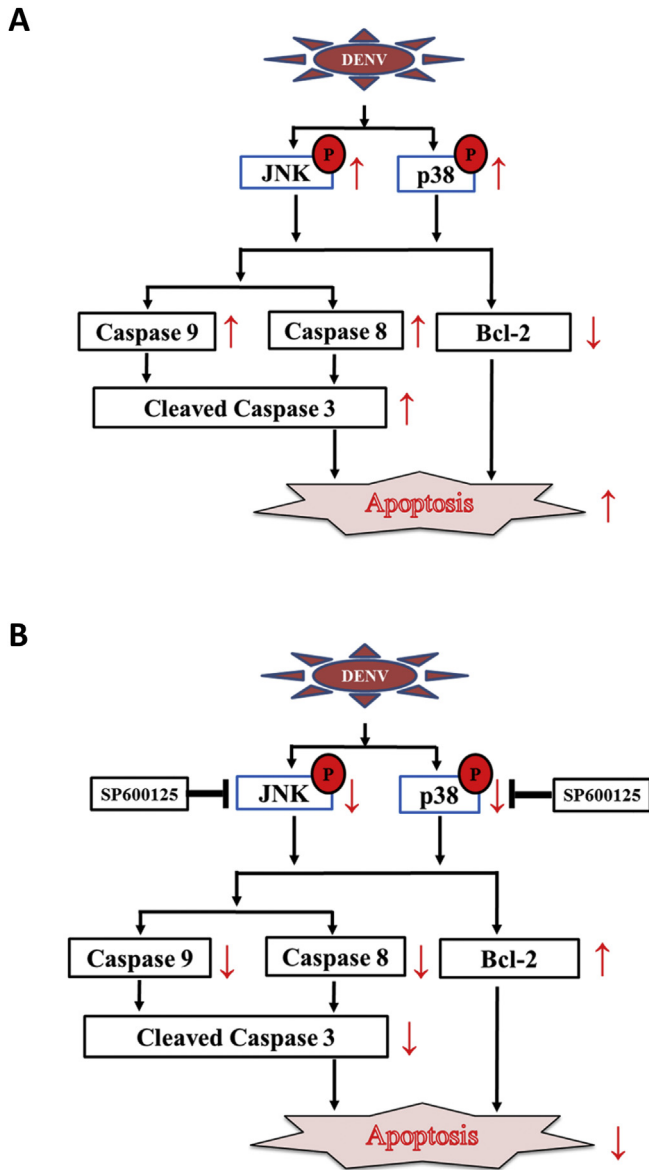 A
DENV
P
P
JNK ↑
p38 ↑
Caspase 9 ↑
Caspase 8 ↑
Bcl-2 ↓
Cleaved Caspase 3 ↑
Apoptosis ↑
B
DENV
P
P
SP600125
JNK ↓
p38 ↓
SP600125
Caspase 9 ↓
Caspase 8 ↓
Bcl-2 ↑
Cleaved Caspase 3 ↓
Apoptosis ↓